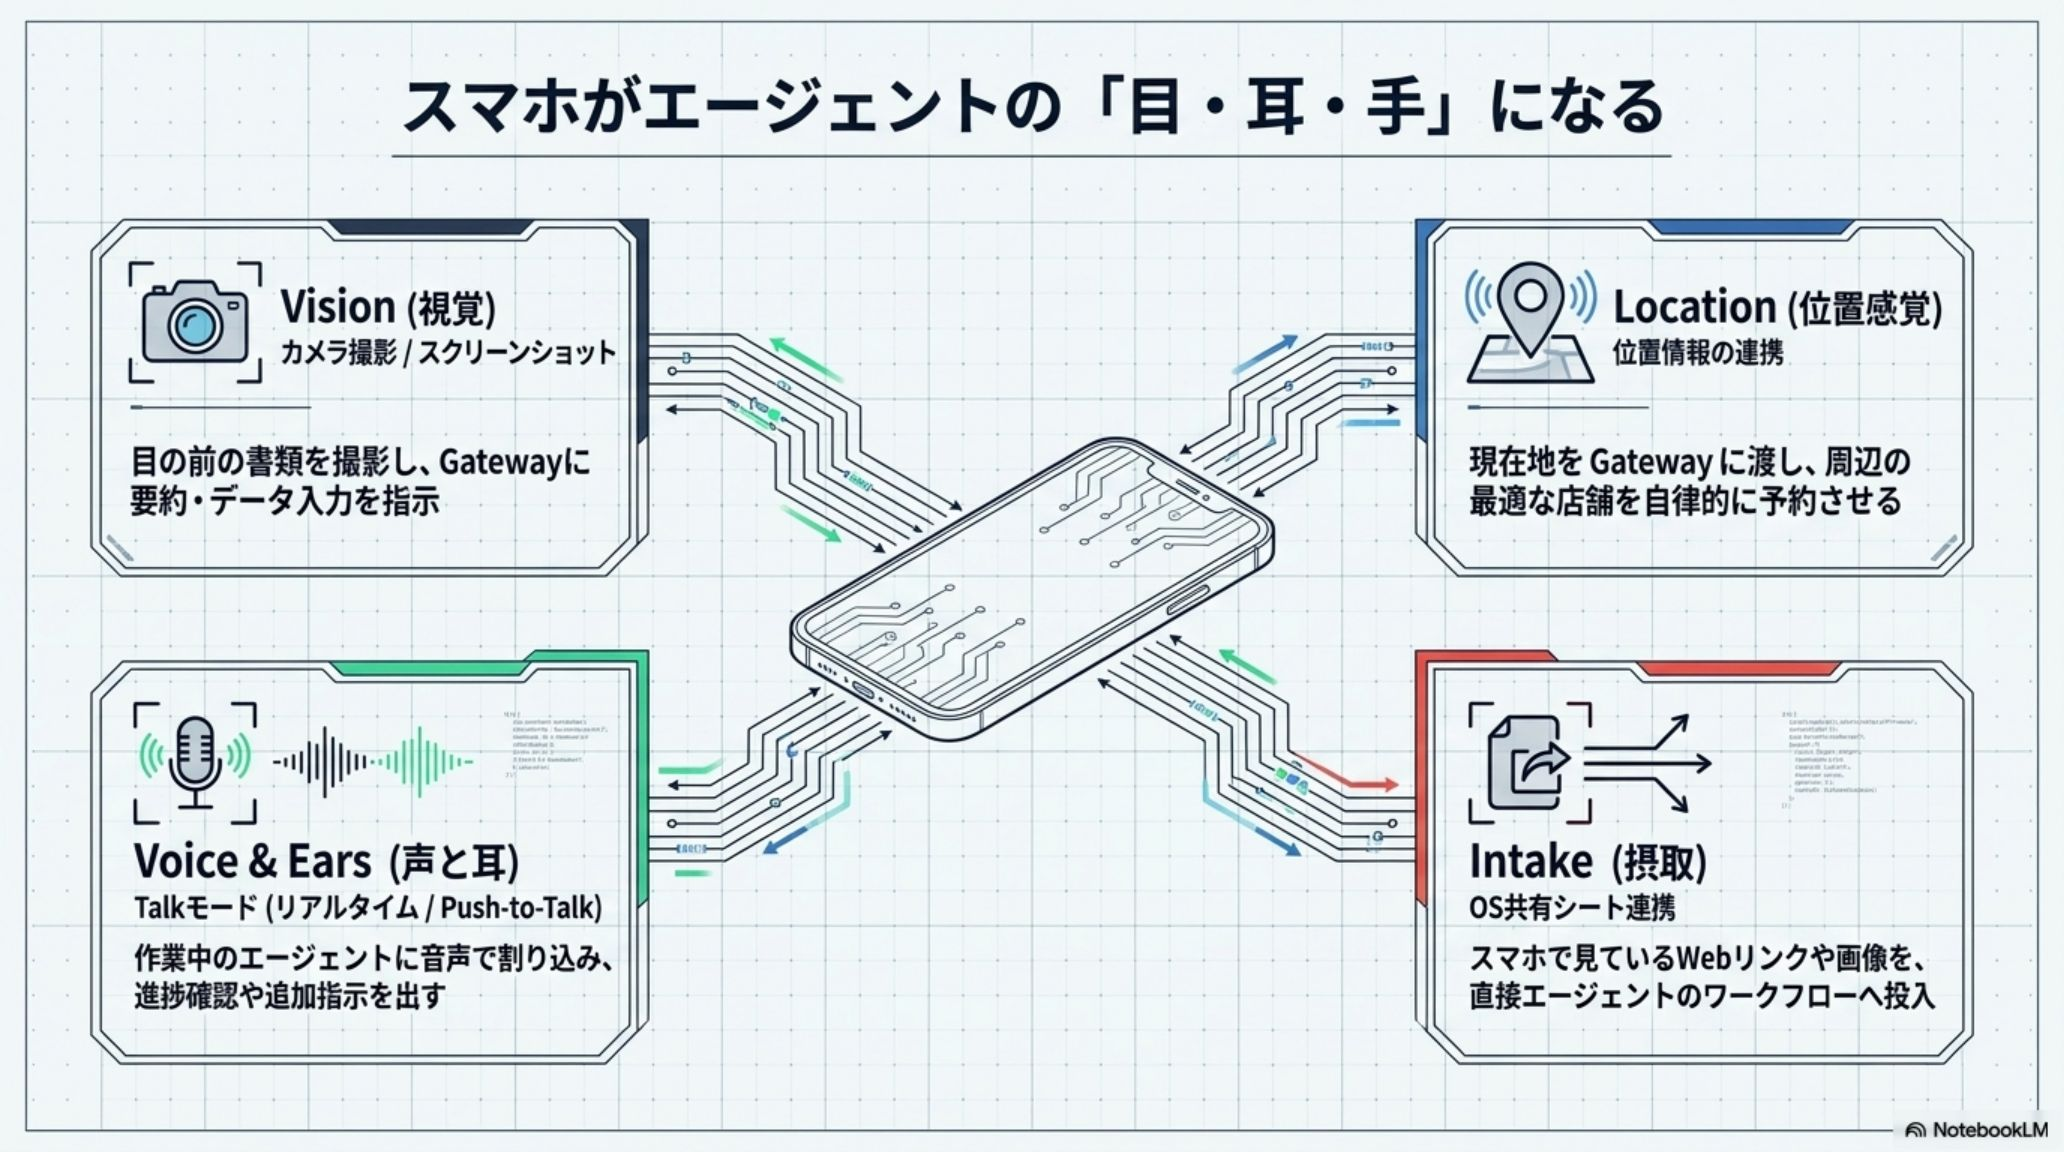 スマホがエージェントの「目・耳・手」になる
Vision (視覚)
カメラ撮影 / スクリーンショット
目の前の書類を撮影し、Gatewayに
要約・データ入力を指示
Location (位置感覚)
位置情報の連携
現在地を Gateway に渡し、周辺の
最適な店舗を自律的に予約させる
Voice & Ears (声と耳)
Talkモード (リアルタイム / Push-to-Talk)
作業中のエージェントに音声で割り込み、
進捗確認や追加指示を出す
Intake (摂取)
OS共有シート連携
スマホで見ているWebリンクや画像を、
直接エージェントのワークフローへ投入
NotebookLM